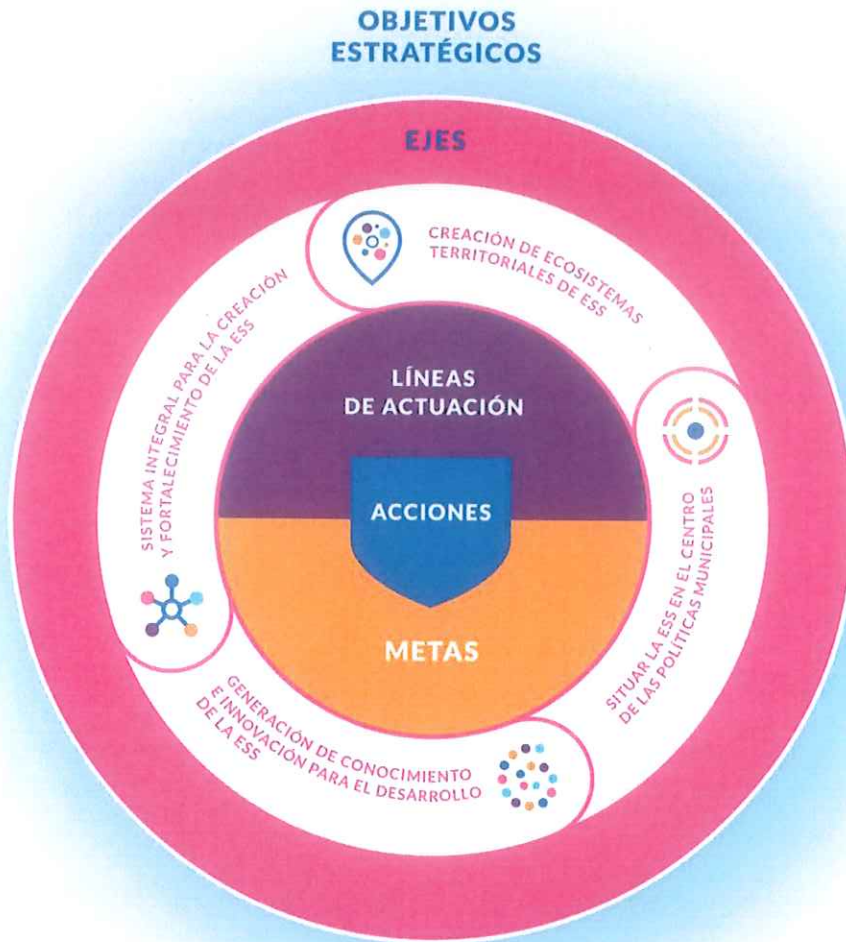 OBJETIVOS
ESTRATÉGICOS
EJES
CREACIÓN DE ECOSISTEMAS
TERRITORIALES DE ESS
SITUAR LA ESS EN EL CENTRO
DE LAS POLÍTICAS MUNICIPALES
GENERACIÓN DE CONOCIMIENTO
E INNOVACIÓN PARA EL DESARROLLO
DE LA ESS
SISTEMA INTEGRAL PARA LA CREACIÓN
Y FORTALECIMIENTO DE LA ESS
LÍNEAS
DE ACTUACIÓN
ACCIONES
METAS